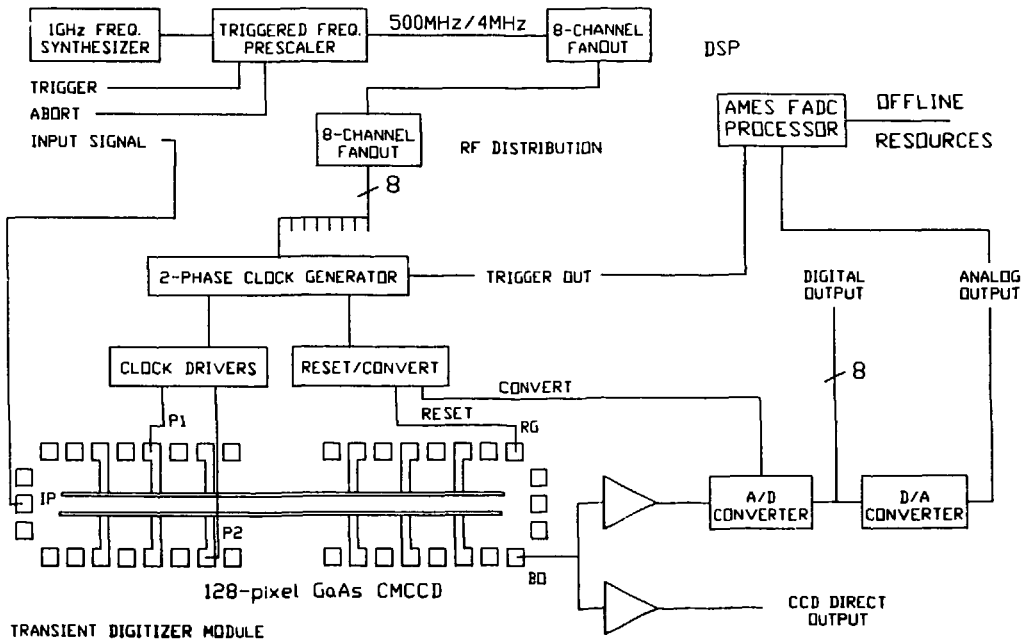 1GHz FREQ.
SYNTHESIZER
TRIGGERED FREQ.
PRESCALER
500MHz/4MHz
8-CHANNEL
FANOUT
DSP
TRIGGER
ABORT
INPUT SIGNAL
8-CHANNEL
FANOUT
RF DISTRIBUTION
AMES FADC
PROCESSOR
OFFLINE
RESOURCES
8
2-PHASE CLOCK GENERATOR
TRIGGER OUT
DIGITAL
OUTPUT
ANALOG
OUTPUT
CLOCK DRIVERS
RESET/CONVERT
CONVERT
8
P1
RESET
RG
IP
A/D
CONVERTER
D/A
CONVERTER
P2
BO
128-pixel GaAs CMCCD
CCD DIRECT
OUTPUT
TRANSIENT DIGITIZER MODULE